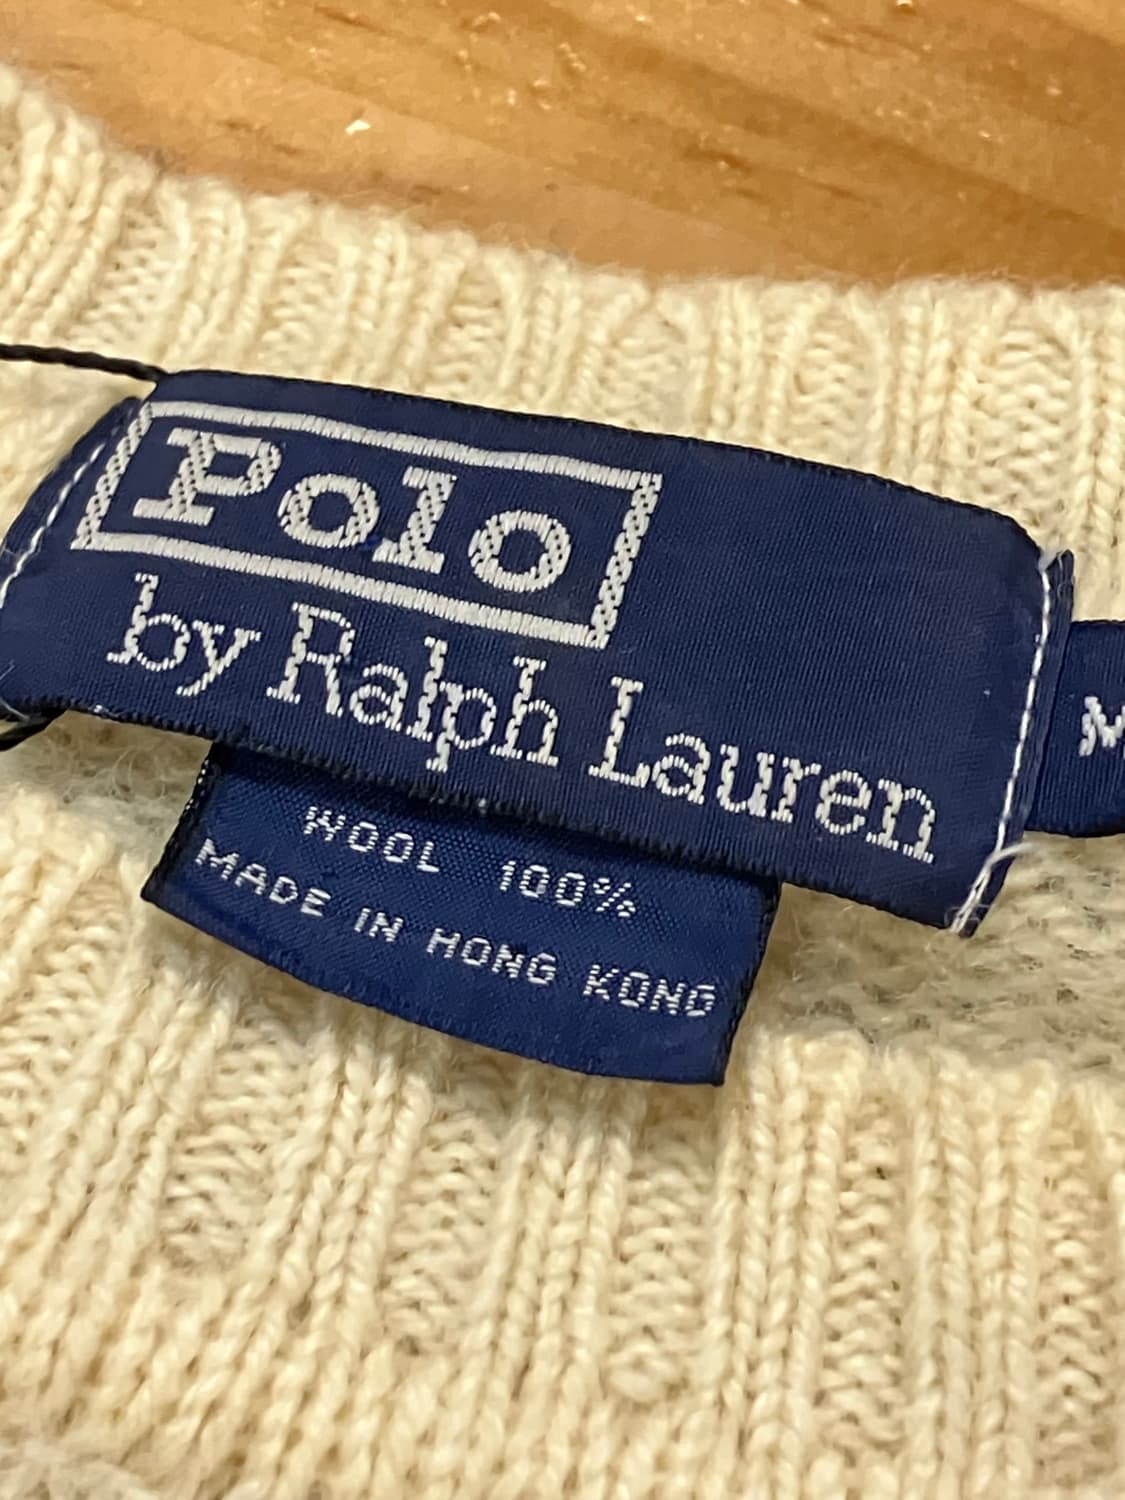 Polo
by Ralph Lauren
M
WOOL 100%
MADE IN HONG KONG